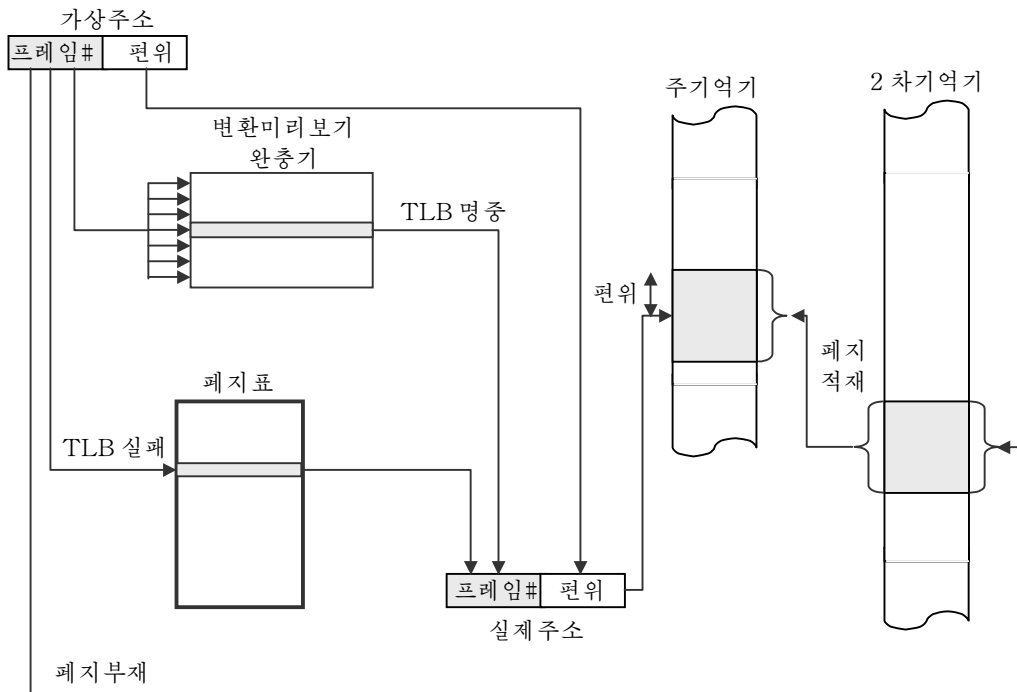 가상주소
프레임# 편위
변환미리보기
완충기
TLB 명중
주기억기
2 차기억기
편위
페지
적재
페지표
TLB 실패
프레임# 편위
실제주소
페지부재